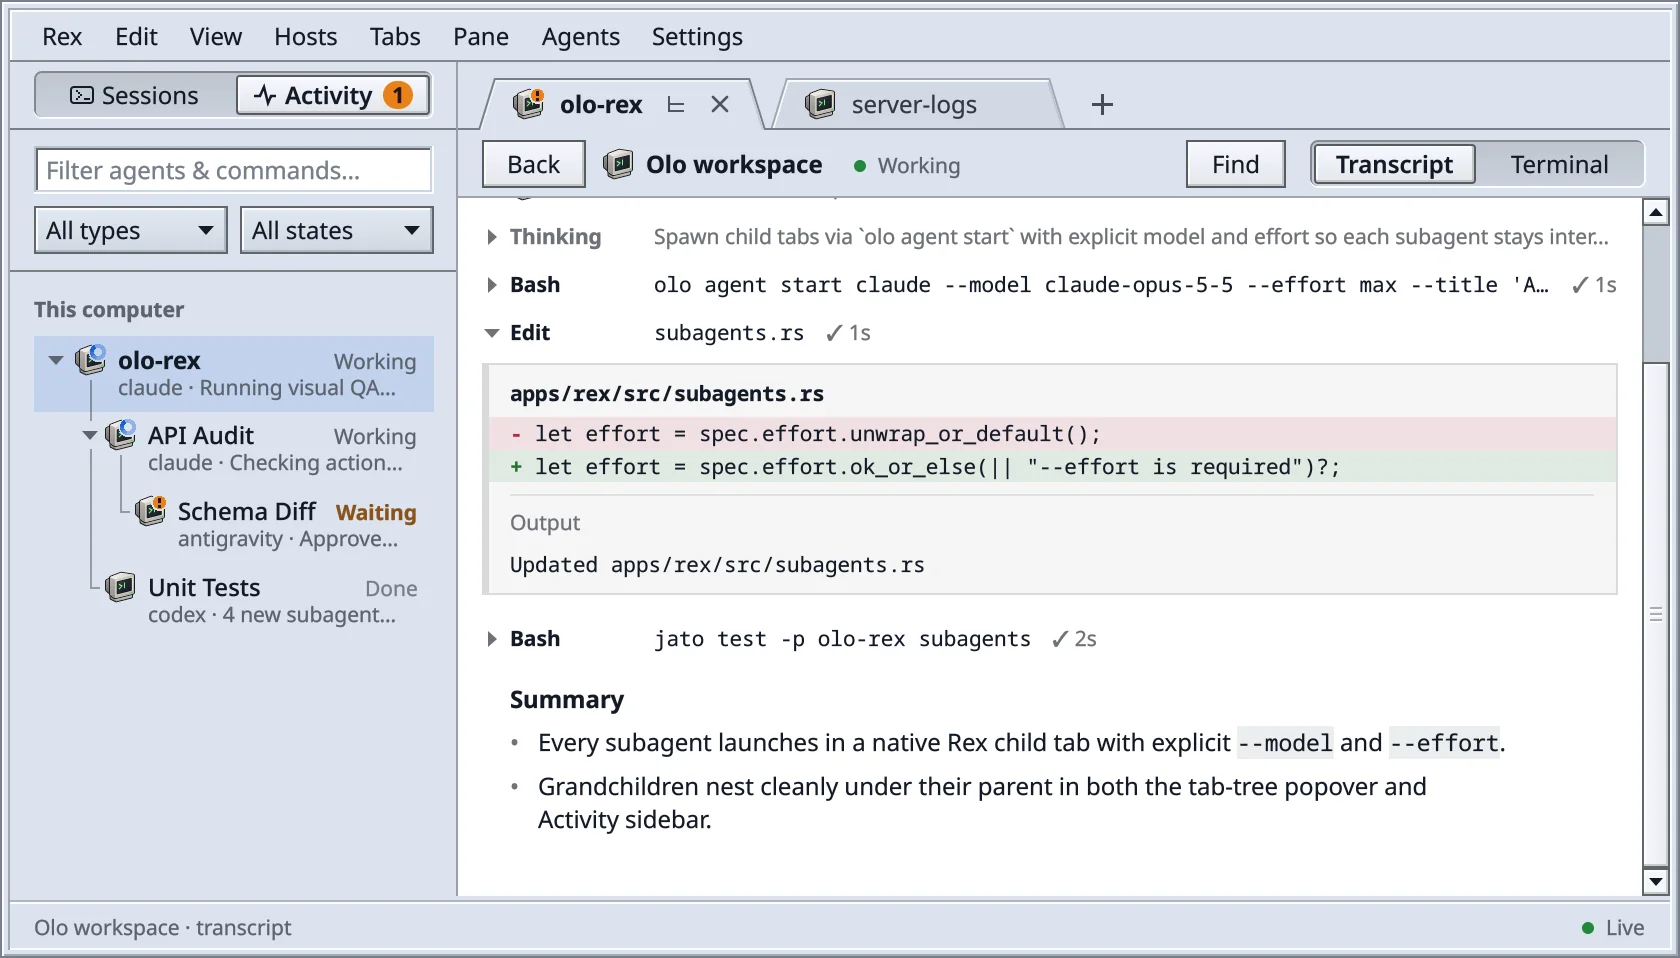 Rex Edit View Hosts Tabs Pane Agents Settings
Sessions Activity 1
olo-rex server-logs
Filter agents & commands...
All types All states
Back Olo workspace Working Find Transcript Terminal
This computer
olo-rex Working
claude · Running visual QA...
API Audit Working
claude · Checking action...
Schema Diff Waiting
antigravity · Approve...
Unit Tests Done
codex · 4 new subagent...
Thinking Spawn child tabs via `olo agent start` with explicit model and effort so each subagent stays inter...
Bash olo agent start claude --model claude-opus-5-5 --effort max --title 'A… ✓ 1s
Edit subagents.rs ✓ 1s
apps/rex/src/subagents.rs
- let effort = spec.effort.unwrap_or_default();
+ let effort = spec.effort.ok_or_else(|| "--effort is required")?;
Output
Updated apps/rex/src/subagents.rs
Bash jato test -p olo-rex subagents ✓ 2s
Summary
• Every subagent launches in a native Rex child tab with explicit --model and --effort.
• Grandchildren nest cleanly under their parent in both the tab-tree popover and
Activity sidebar.
Olo workspace · transcript Live